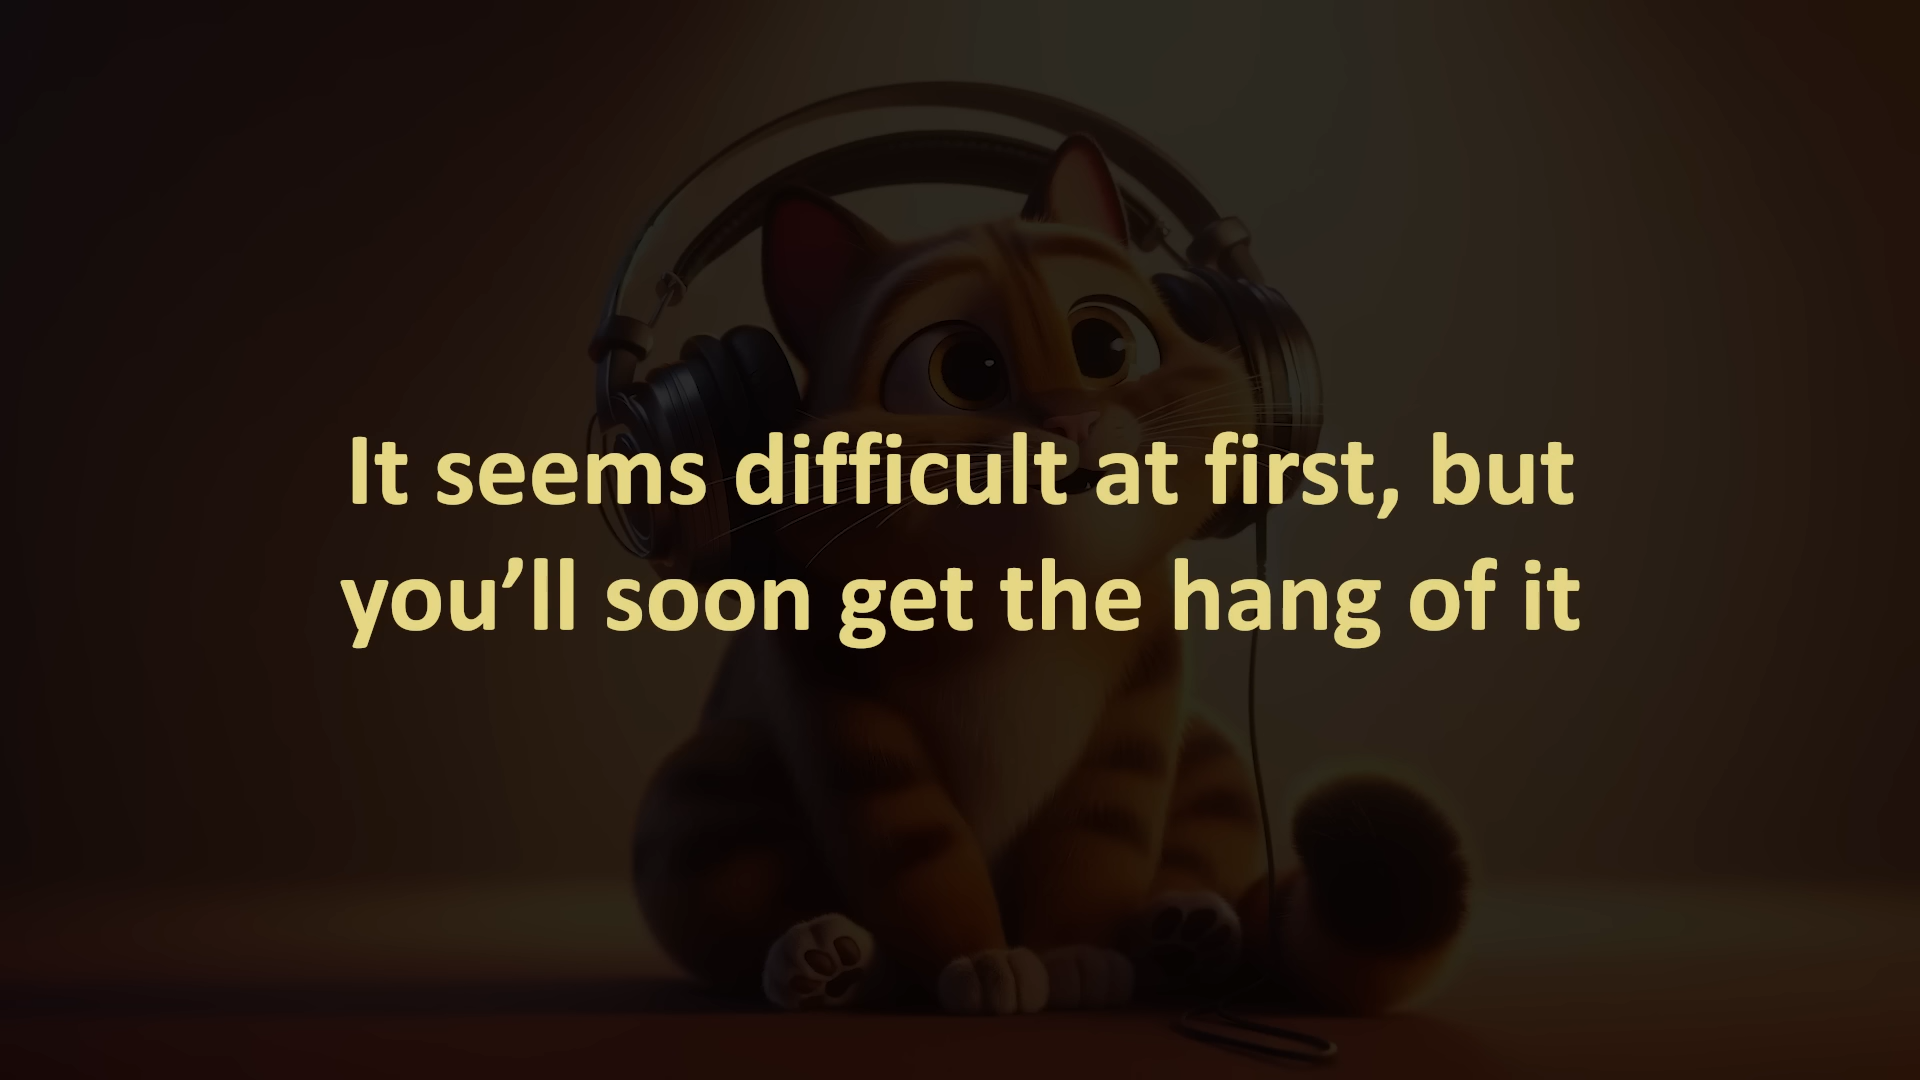 It seems difficult at first, but
you’ll soon get the hang of it